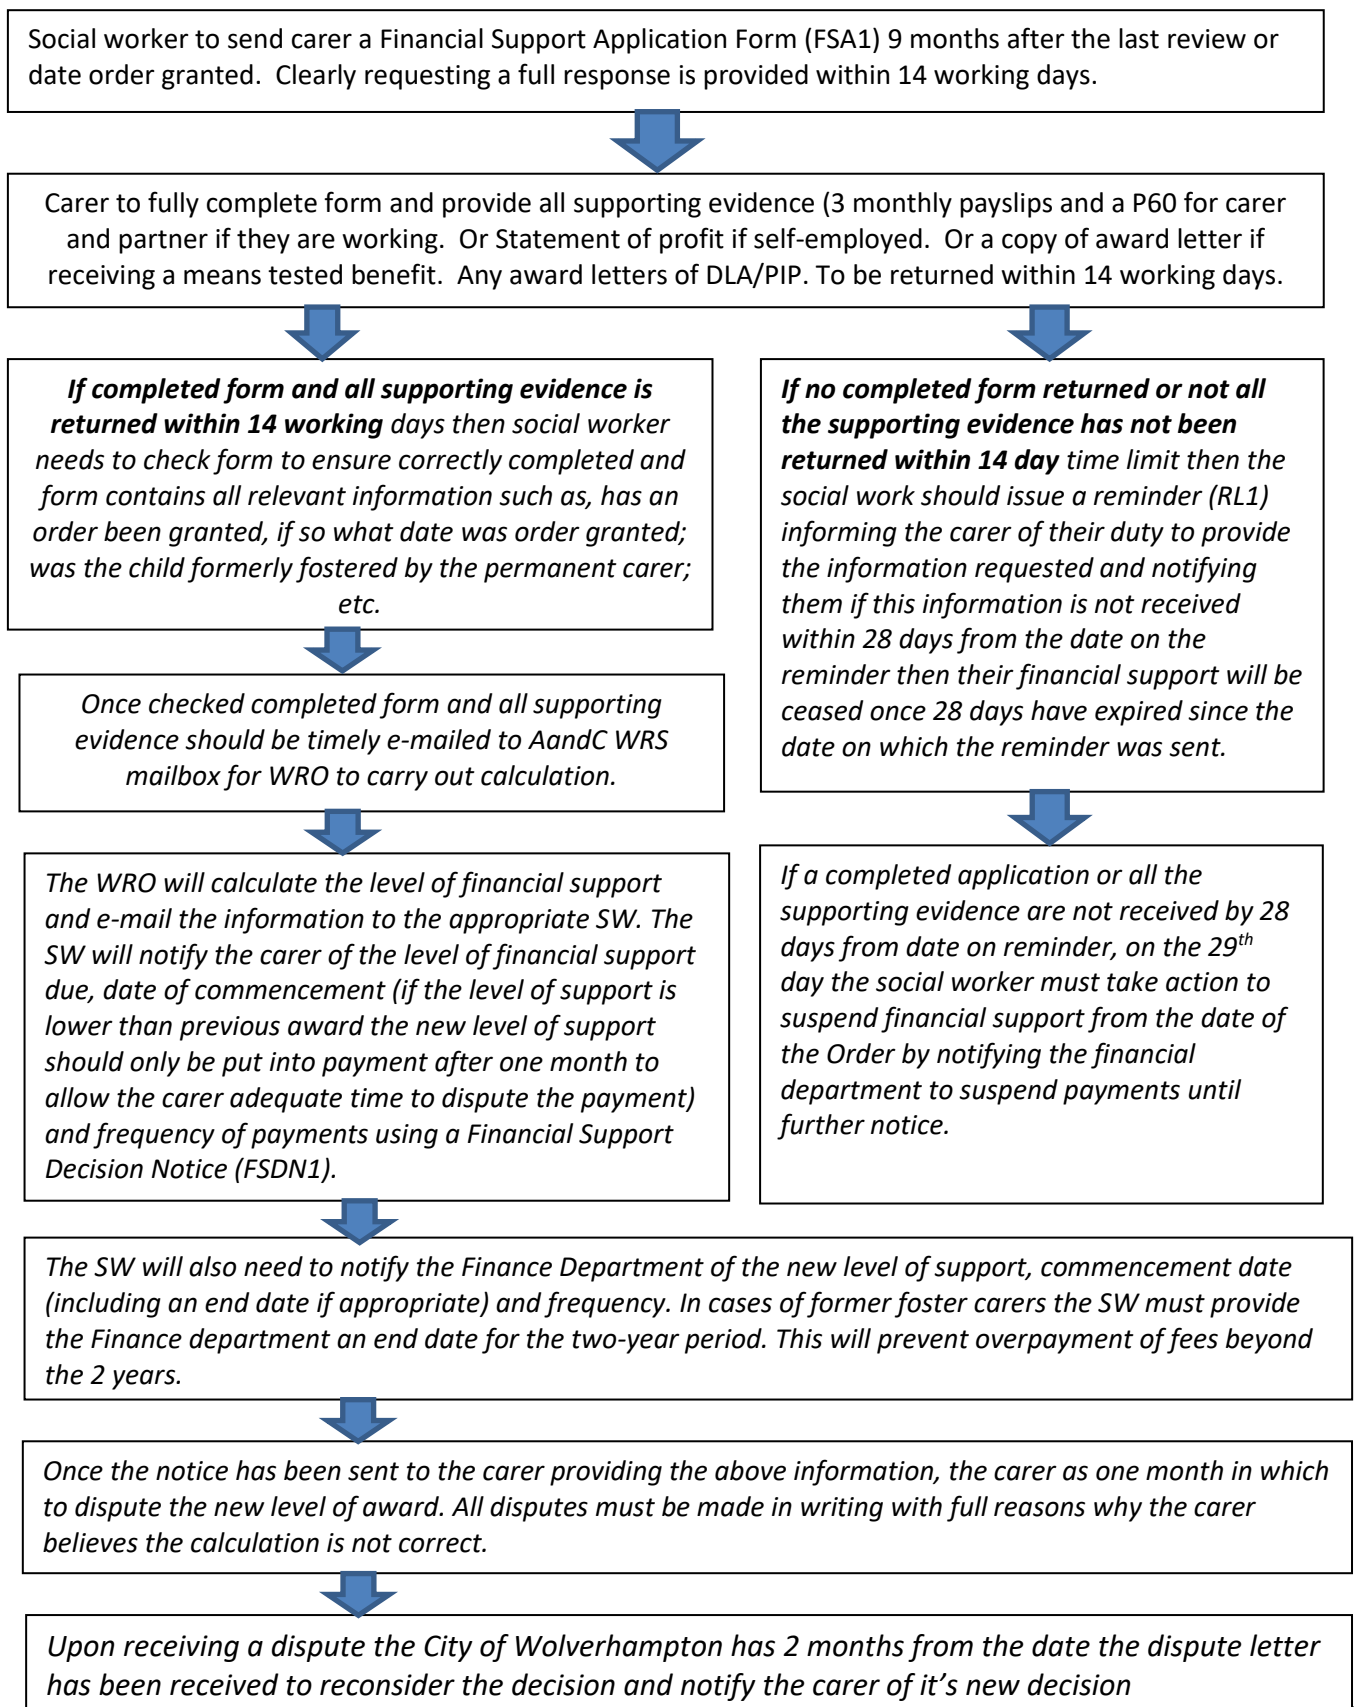 Social worker to send carer a Financial Support Application Form (FSA1) 9 months after the last review or
date order granted.  Clearly requesting a full response is provided within 14 working days.
Carer to fully complete form and provide all supporting evidence (3 monthly payslips and a P60 for carer
and partner if they are working.  Or Statement of profit if self-employed.  Or a copy of award letter if
receiving a means tested benefit.  Any award letters of DLA/PIP. To be returned within 14 working days.
If completed form and all supporting evidence is
returned within 14 working days then social worker
needs to check form to ensure correctly completed and
form contains all relevant information such as, has an
order been granted, if so what date was order granted;
was the child formerly fostered by the permanent carer;
etc.
Once checked completed form and all supporting
evidence should be timely e-mailed to AandC WRS
mailbox for WRO to carry out calculation.
The WRO will calculate the level of financial support
and e-mail the information to the appropriate SW. The
SW will notify the carer of the level of financial support
due, date of commencement (if the level of support is
lower than previous award the new level of support
should only be put into payment after one month to
allow the carer adequate time to dispute the payment)
and frequency of payments using a Financial Support
Decision Notice (FSDN1).
If no completed form returned or not all
the supporting evidence has not been
returned within 14 day time limit then the
social work should issue a reminder (RL1)
informing the carer of their duty to provide
the information requested and notifying
them if this information is not received
within 28 days from the date on the
reminder then their financial support will be
ceased once 28 days have expired since the
date on which the reminder was sent.
If a completed application or all the
supporting evidence are not received by 28
days from date on reminder, on the 29th
day the social worker must take action to
suspend financial support from the date of
the Order by notifying the financial
department to suspend payments until
further notice.
The SW will also need to notify the Finance Department of the new level of support, commencement date
(including an end date if appropriate) and frequency. In cases of former foster carers the SW must provide
the Finance department an end date for the two-year period. This will prevent overpayment of fees beyond
the 2 years.
Once the notice has been sent to the carer providing the above information, the carer as one month in which
to dispute the new level of award. All disputes must be made in writing with full reasons why the carer
believes the calculation is not correct.
Upon receiving a dispute the City of Wolverhampton has 2 months from the date the dispute letter
has been received to reconsider the decision and notify the carer of it's new decision